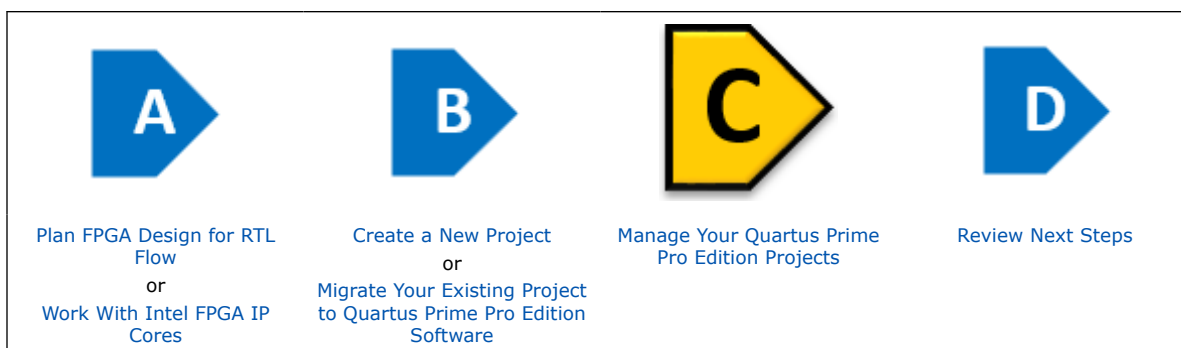 A
B
C
D
Plan FPGA Design for RTL
Flow
or
Work With Intel FPGA IP
Cores
Create a New Project
or
Migrate Your Existing Project
to Quartus Prime Pro Edition
Software
Manage Your Quartus Prime
Pro Edition Projects
Review Next Steps